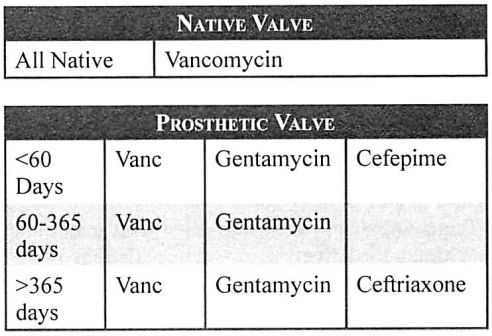 NATIVE VALVE
All Native Vancomycin
PROSTHETIC VALVE
<60 Days Vanc Gentamycin Cefepime
60-365 days Vanc Gentamycin
>365 days Vanc Gentamycin Ceftriaxone